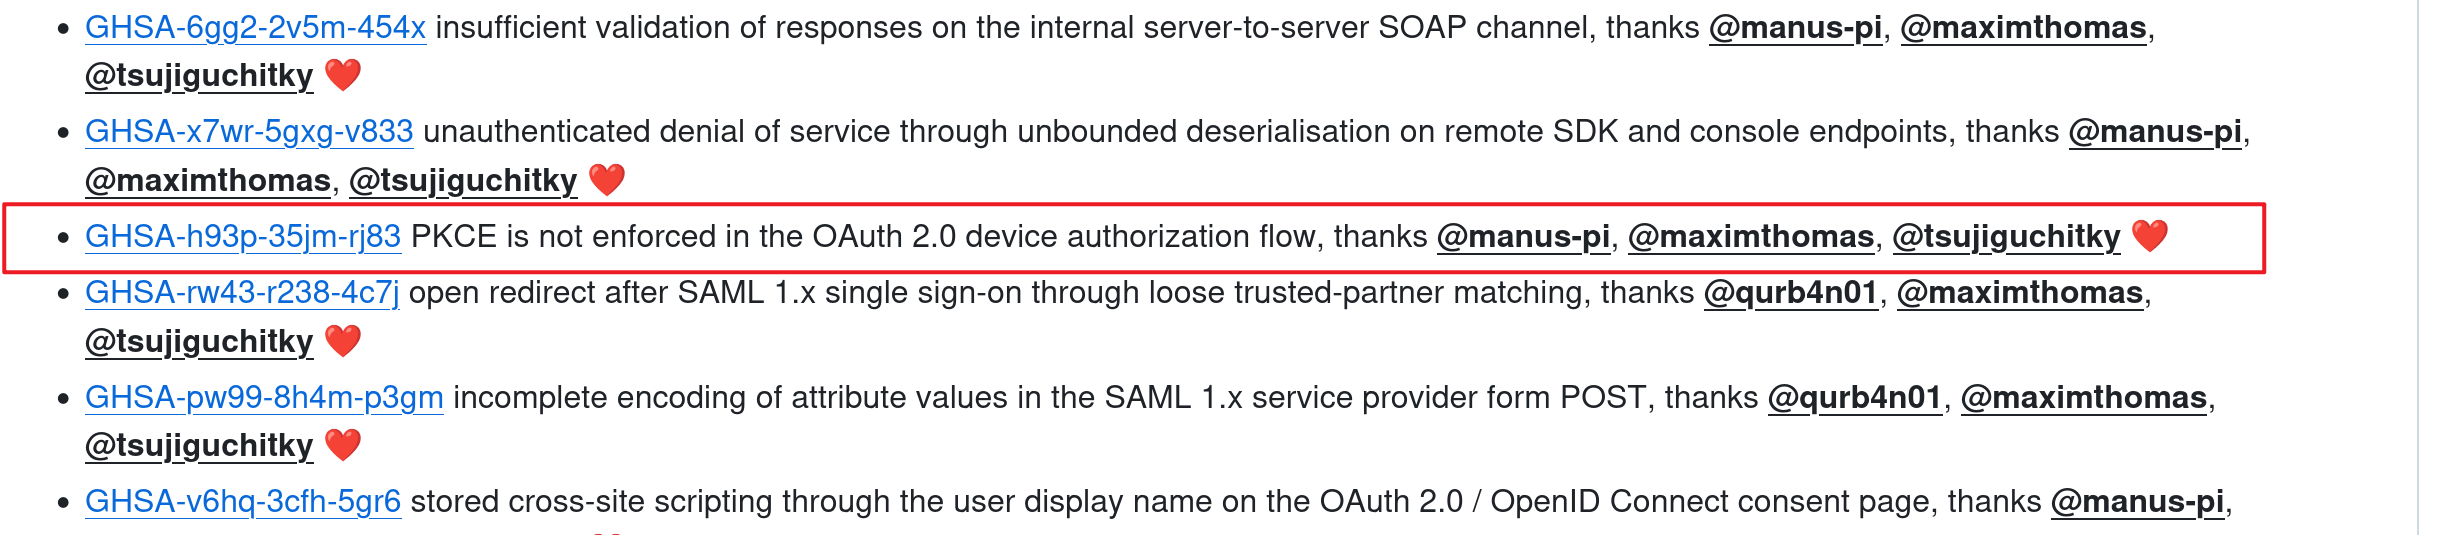 GHSA-6gg2-2v5m-454x insufficient validation of responses on the internal server-to-server SOAP channel, thanks @manus-pi, @maximthomas,
@tsujiguchitky ❤️
GHSA-x7wr-5gxg-v833 unauthenticated denial of service through unbounded deserialisation on remote SDK and console endpoints, thanks @manus-pi,
@maximthomas, @tsujiguchitky ❤️
GHSA-h93p-35jm-rj83 PKCE is not enforced in the OAuth 2.0 device authorization flow, thanks @manus-pi, @maximthomas, @tsujiguchitky ❤️
GHSA-rw43-r238-4c7j open redirect after SAML 1.x single sign-on through loose trusted-partner matching, thanks @qurb4n01, @maximthomas,
@tsujiguchitky ❤️
GHSA-pw99-8h4m-p3gm incomplete encoding of attribute values in the SAML 1.x service provider form POST, thanks @qurb4n01, @maximthomas,
@tsujiguchitky ❤️
GHSA-v6hq-3cfh-5gr6 stored cross-site scripting through the user display name on the OAuth 2.0 / OpenID Connect consent page, thanks @manus-pi,